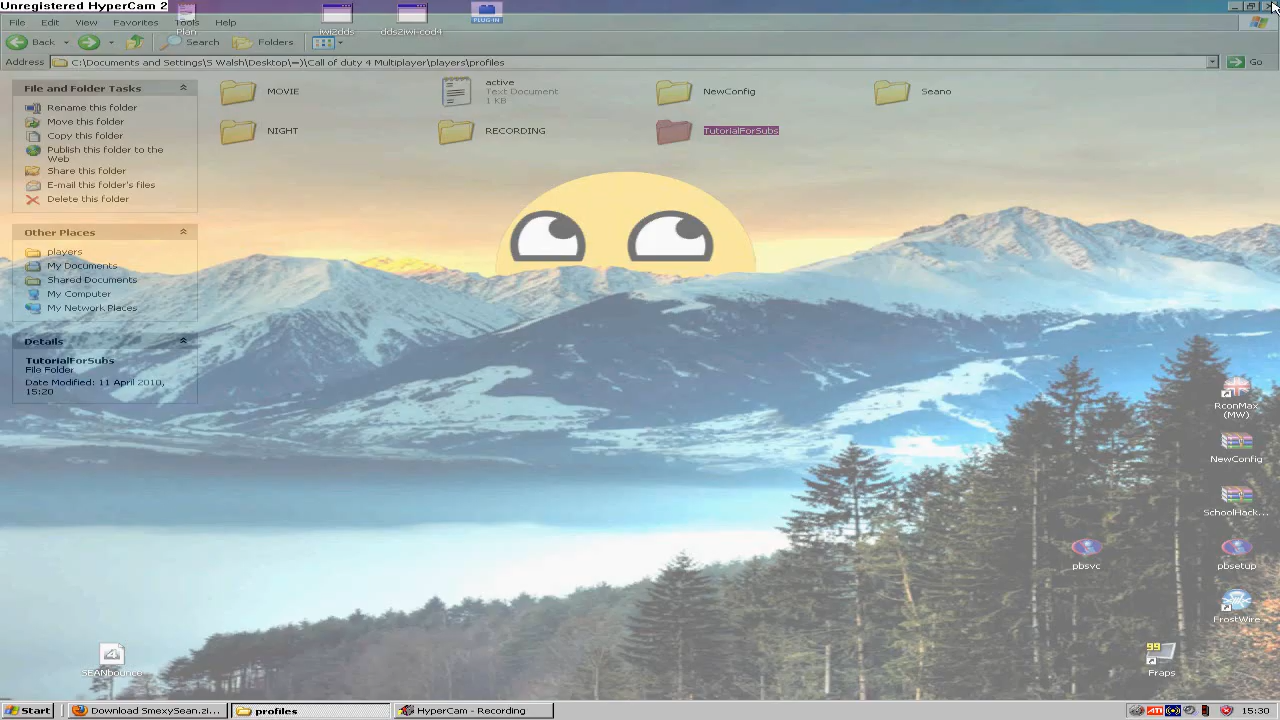 Unregistered HyperCam 2
Plan
iwi2dds
dds2iwi-cod4
PLUG-IN
File Edit View Favorites Tools Help
Back Search Folders
Address C:\Documents and Settings\S Walsh\Desktop\=)\Call of duty 4 Multiplayer\players\profiles Go
File and Folder Tasks
Rename this folder
Move this folder
Copy this folder
Publish this folder to the
Web
Share this folder
E-mail this folder's files
Delete this folder
Other Places
players
My Documents
Shared Documents
My Computer
My Network Places
Details
TutorialForSubs
File Folder
Date Modified: 11 April 2010,
15:20
MOVIE
active
Text Document
1 KB
NewConfig
Seano
NIGHT
RECORDING
TutorialForSubs
RconMax
(MW)
NewConfig
SchoolHack...
pbsvc
pbsetup
FrostWire
SEANbounce
99
Fraps
Start
Download SmexySean.zi...
profiles
HyperCam - Recording
ATI
15:30